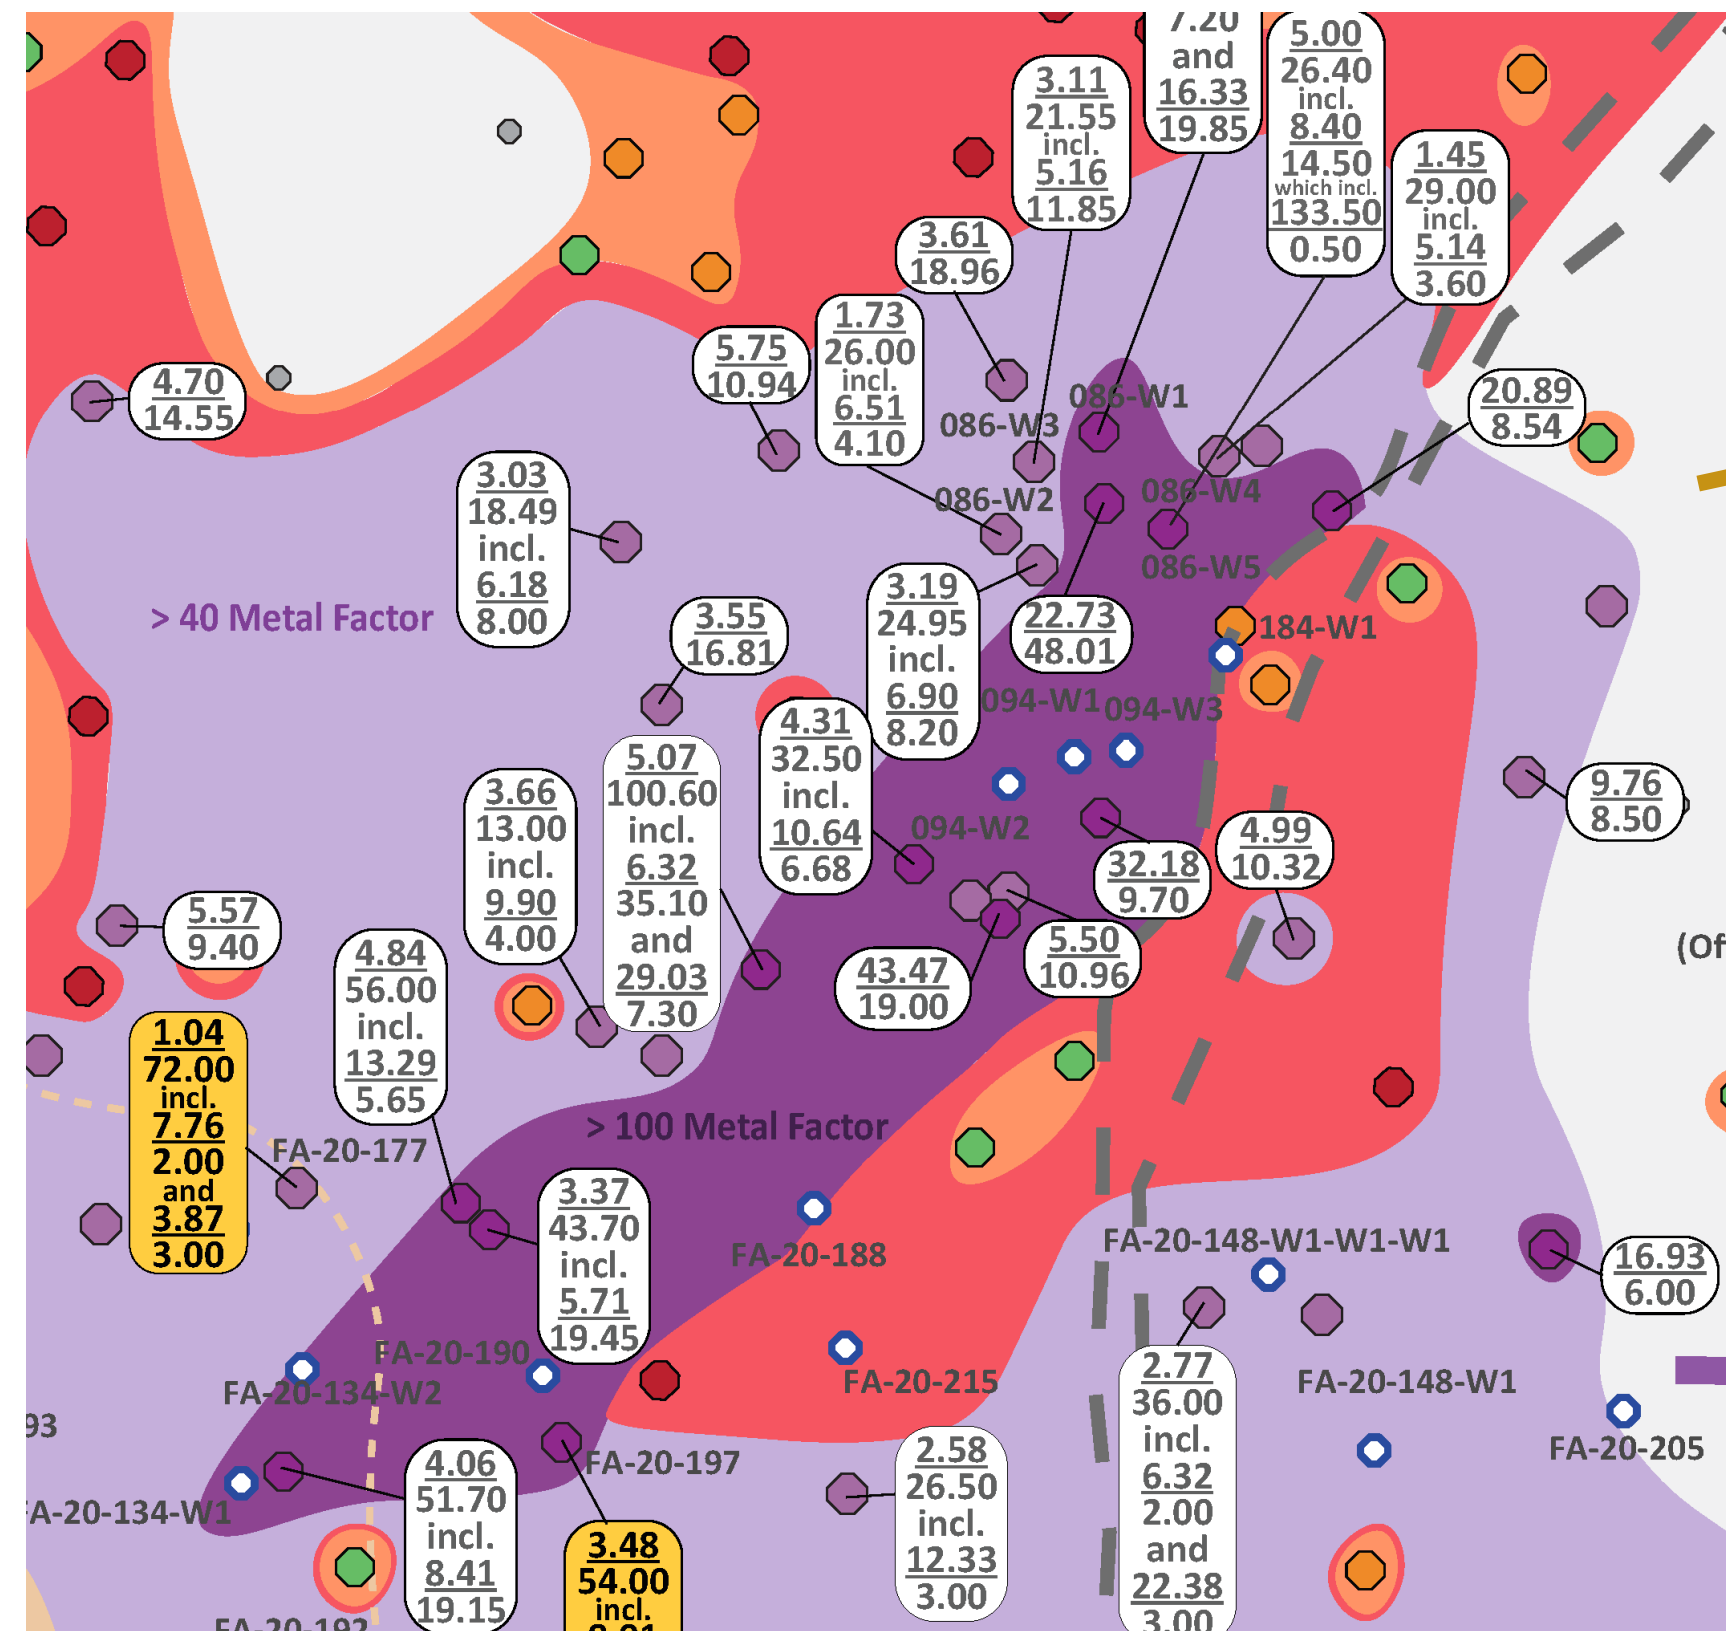 7.20
and
16.33
19.85
5.00
26.40
incl.
8.40
14.50
which incl.
133.50
0.50
3.11
21.55
incl.
5.16
11.85
1.45
29.00
incl.
5.14
3.60
3.61
18.96
1.73
26.00
incl.
6.51
4.10
5.75
10.94
4.70
14.55
20.89
8.54
086-W1
086-W3
086-W2
086-W4
086-W5
3.03
18.49
incl.
6.18
8.00
> 40 Metal Factor
3.55
16.81
3.19
24.95
incl.
6.90
8.20
22.73
48.01
184-W1
094-W1
094-W3
4.31
32.50
incl.
10.64
6.68
5.07
100.60
incl.
6.32
35.10
and
29.03
7.30
3.66
13.00
incl.
9.90
4.00
094-W2
32.18
9.70
4.99
10.32
9.76
8.50
5.57
9.40
4.84
56.00
incl.
13.29
5.65
43.47
19.00
5.50
10.96
(Of
1.04
72.00
incl.
7.76
2.00
and
3.87
3.00
FA-20-177
> 100 Metal Factor
3.37
43.70
incl.
5.71
19.45
FA-20-188
FA-20-148-W1-W1-W1
16.93
6.00
FA-20-190
FA-20-134-W2
FA-20-215
2.77
36.00
incl.
6.32
2.00
and
22.38
3.00
FA-20-148-W1
93
FA-20-205
FA-20-197
4.06
51.70
incl.
8.41
19.15
2.58
26.50
incl.
12.33
3.00
FA-20-134-W1
3.48
54.00
incl.
FA-20-192